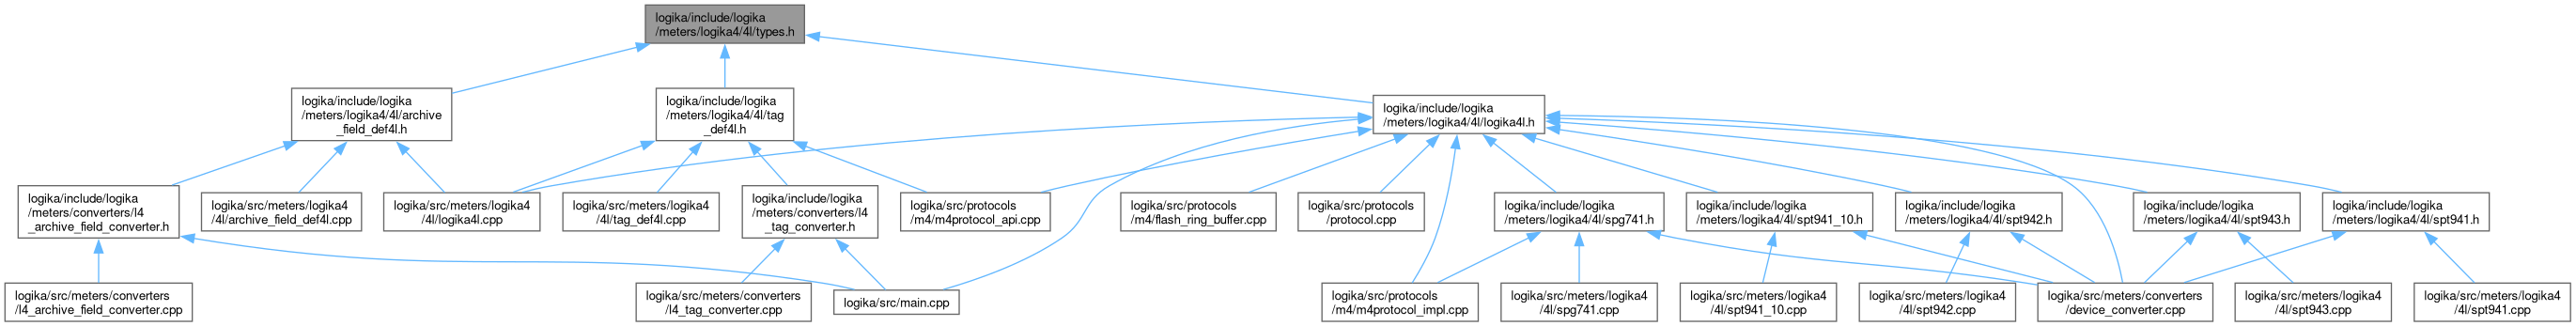 logika/include/logika
/meters/logika4/4l/types.h
logika/include/logika
/meters/logika4/4l/archive
_field_def4l.h
logika/include/logika
/meters/logika4/4l/tag
_def4l.h
logika/include/logika
/meters/logika4/4l/logika4l.h
logika/include/logika
/meters/converters/l4
_archive_field_converter.h
logika/src/meters/logika4
/4l/archive_field_def4l.cpp
logika/src/meters/logika4
/4l/logika4l.cpp
logika/src/meters/logika4
/4l/tag_def4l.cpp
logika/include/logika
/meters/converters/l4
_tag_converter.h
logika/src/protocols
/m4/m4protocol_api.cpp
logika/src/protocols
/m4/flash_ring_buffer.cpp
logika/src/protocols
/protocol.cpp
logika/include/logika
/meters/logika4/4l/spg741.h
logika/include/logika
/meters/logika4/4l/spt941_10.h
logika/include/logika
/meters/logika4/4l/spt942.h
logika/include/logika
/meters/logika4/4l/spt943.h
logika/include/logika
/meters/logika4/4l/spt941.h
logika/src/meters/converters
/l4_archive_field_converter.cpp
logika/src/meters/converters
/l4_tag_converter.cpp
logika/src/main.cpp
logika/src/protocols
/m4/m4protocol_impl.cpp
logika/src/meters/logika4
/4l/spg741.cpp
logika/src/meters/logika4
/4l/spt941_10.cpp
logika/src/meters/logika4
/4l/spt942.cpp
logika/src/meters/converters
/device_converter.cpp
logika/src/meters/logika4
/4l/spt943.cpp
logika/src/meters/logika4
/4l/spt941.cpp